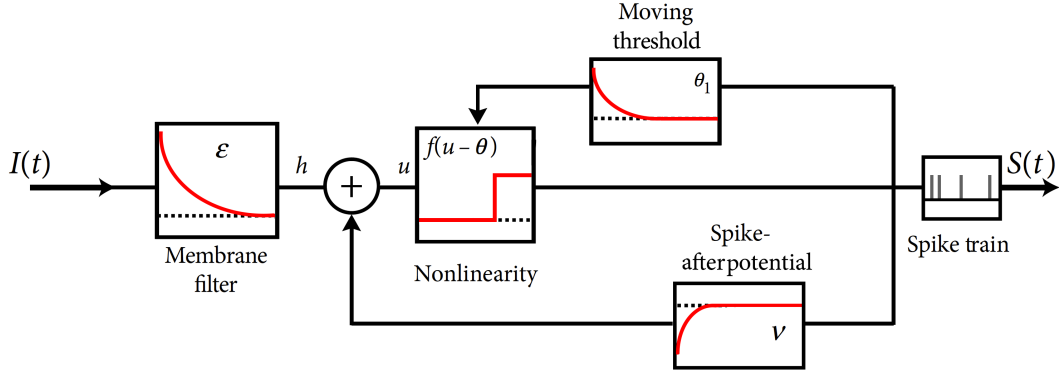 Moving
threshold
θ₁
I(t)
ε
h
+
u
f(u – θ)
S(t)
Membrane
filter
Nonlinearity
Spike-
afterpotential
ν
Spike train